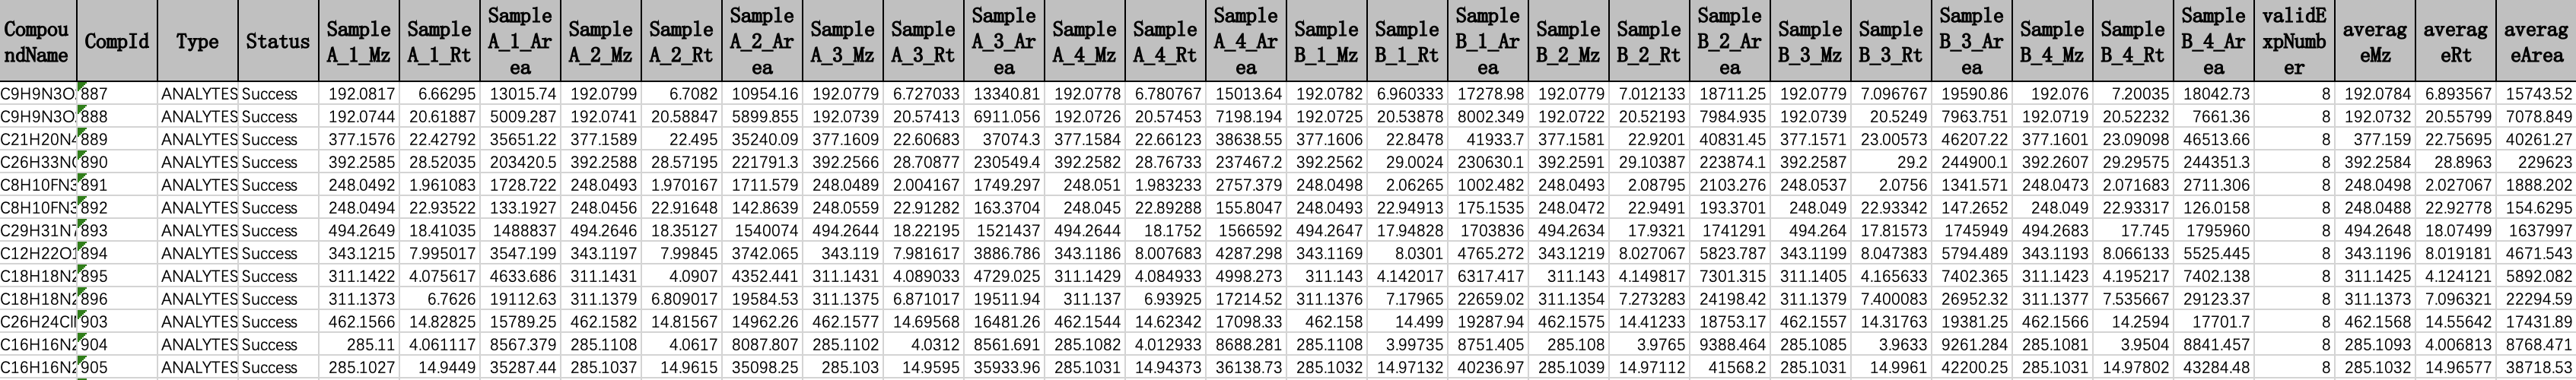 CompoundName CompId Type Status SampleA_1_Mz SampleA_1_Rt SampleA_1_Area SampleA_2_Mz SampleA_2_Rt SampleA_2_Area SampleA_3_Mz SampleA_3_Rt SampleA_3_Area SampleA_4_Mz SampleA_4_Rt SampleA_4_Area SampleB_1_Mz SampleB_1_Rt SampleB_1_Area SampleB_2_Mz SampleB_2_Rt SampleB_2_Area SampleB_3_Mz SampleB_3_Rt SampleB_3_Area SampleB_4_Mz SampleB_4_Rt SampleB_4_Area validExpNumber averageMz averageRt averageArea
C9H9N3O 887 ANALYTES Success 192.0817 6.66295 13015.74 192.0799 6.7082 10954.16 192.0779 6.727033 13340.81 192.0778 6.780767 15013.64 192.0782 6.960333 17278.98 192.0779 7.012133 18711.25 192.0779 7.096767 19590.86 192.076 7.20035 18042.73 8 192.0784 6.893567 15743.52
C9H9N3O 888 ANALYTES Success 192.0744 20.61887 5009.287 192.0741 20.58847 5899.855 192.0739 20.57413 6911.056 192.0726 20.57453 7198.194 192.0725 20.53878 8002.349 192.0722 20.52193 7984.935 192.0739 20.5249 7963.751 192.0719 20.52232 7661.36 8 192.0732 20.55799 7078.849
C21H20N4 889 ANALYTES Success 377.1576 22.42792 35651.22 377.1589 22.495 35240.09 377.1609 22.60683 37074.3 377.1584 22.66123 38638.55 377.1606 22.8478 41933.7 377.1581 22.9201 40831.45 377.1571 23.00573 46207.22 377.1601 23.09098 46513.66 8 377.159 22.75695 40261.27
C26H33N 890 ANALYTES Success 392.2585 28.52035 203420.5 392.2588 28.57195 221791.3 392.2566 28.70877 230549.4 392.2582 28.76733 237467.2 392.2562 29.0024 230630.1 392.2591 29.10387 223874.1 392.2587 29.2 244900.1 392.2607 29.29575 244351.3 8 392.2584 28.8963 229623
C8H10FN3 891 ANALYTES Success 248.0492 1.961083 1728.722 248.0493 1.970167 1711.579 248.0489 2.004167 1749.297 248.051 1.983233 2757.379 248.0498 2.06265 1002.482 248.0493 2.08795 2103.276 248.0537 2.0756 1341.571 248.0473 2.071683 2711.306 8 248.0498 2.027067 1888.202
C8H10FN3 892 ANALYTES Success 248.0494 22.93522 133.1927 248.0456 22.91648 142.8639 248.0559 22.91282 163.3704 248.045 22.89288 155.8047 248.0493 22.94913 175.1535 248.0472 22.9491 193.3701 248.049 22.93342 147.2652 248.049 22.93317 126.0158 8 248.0488 22.92778 154.6295
C29H31N7 893 ANALYTES Success 494.2649 18.41035 1488837 494.2646 18.35127 1540074 494.2644 18.22195 1521437 494.2644 18.1752 1566592 494.2647 17.94828 1703836 494.2634 17.9321 1741291 494.264 17.81573 1745949 494.2683 17.745 1795960 8 494.2648 18.07499 1637997
C12H22O 894 ANALYTES Success 343.1215 7.995017 3547.199 343.1197 7.99845 3742.065 343.119 7.981617 3886.786 343.1186 8.007683 4287.298 343.1169 8.0301 4765.272 343.1219 8.027067 5823.787 343.1199 8.047383 5794.489 343.1193 8.066133 5525.445 8 343.1196 8.019181 4671.543
C18H18N2 895 ANALYTES Success 311.1422 4.075617 4633.686 311.1431 4.0907 4352.441 311.1431 4.089033 4729.025 311.1429 4.084933 4998.273 311.143 4.142017 6317.417 311.143 4.149817 7301.315 311.1405 4.165633 7402.365 311.1423 4.195217 7402.138 8 311.1425 4.124121 5892.082
C18H18N2 896 ANALYTES Success 311.1373 6.7626 19112.63 311.1379 6.809017 19584.53 311.1375 6.871017 19511.94 311.137 6.93925 17214.52 311.1376 7.17965 22659.02 311.1354 7.273283 24198.42 311.1379 7.400083 26952.32 311.1377 7.535667 29123.37 8 311.1373 7.096321 22294.59
C26H24Cl 903 ANALYTES Success 462.1566 14.82825 15789.25 462.1582 14.81567 14962.26 462.1577 14.69568 16481.26 462.1544 14.62342 17098.33 462.158 14.499 19287.94 462.1575 14.41233 18753.17 462.1557 14.31763 19381.25 462.1566 14.2594 17701.7 8 462.1568 14.55642 17431.89
C16H16N2 904 ANALYTES Success 285.11 4.061117 8567.379 285.1108 4.0617 8087.807 285.1102 4.0312 8561.691 285.1082 4.012933 8688.281 285.1108 3.99735 8751.405 285.108 3.9765 9388.464 285.1085 3.9633 9261.284 285.1081 3.9504 8841.457 8 285.1093 4.006813 8768.471
C16H16N2 905 ANALYTES Success 285.1027 14.9449 35287.44 285.1037 14.9615 35098.25 285.103 14.9595 35933.96 285.1031 14.94373 36138.73 285.1032 14.97132 40236.97 285.1039 14.97112 41568.2 285.1031 14.9961 42200.25 285.1031 14.97802 43284.48 8 285.1032 14.96577 38718.53